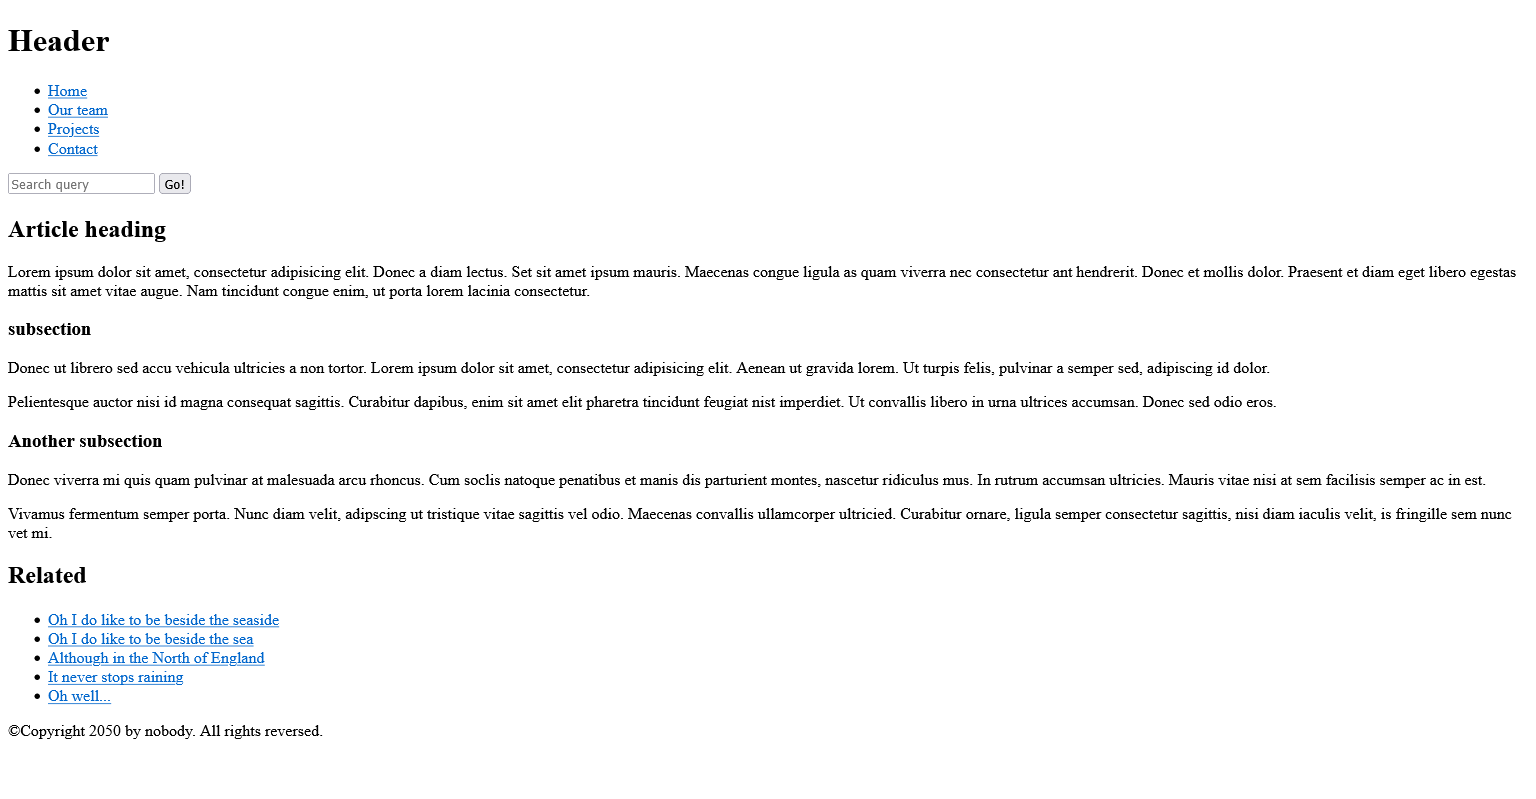 Header
Home
Our team
Projects
Contact
Search query Go!
Article heading
Lorem ipsum dolor sit amet, consectetur adipisicing elit. Donec a diam lectus. Set sit amet ipsum mauris. Maecenas congue ligula as quam viverra nec consectetur ant hendrerit. Donec et mollis dolor. Praesent et diam eget libero egestas
mattis sit amet vitae augue. Nam tincidunt congue enim, ut porta lorem lacinia consectetur.
subsection
Donec ut librero sed accu vehicula ultricies a non tortor. Lorem ipsum dolor sit amet, consectetur adipisicing elit. Aenean ut gravida lorem. Ut turpis felis, pulvinar a semper sed, adipiscing id dolor.
Pelientesque auctor nisi id magna consequat sagittis. Curabitur dapibus, enim sit amet elit pharetra tincidunt feugiat nist imperdiet. Ut convallis libero in urna ultrices accumsan. Donec sed odio eros.
Another subsection
Donec viverra mi quis quam pulvinar at malesuada arcu rhoncus. Cum soclis natoque penatibus et manis dis parturient montes, nascetur ridiculus mus. In rutrum accumsan ultricies. Mauris vitae nisi at sem facilisis semper ac in est.
Vivamus fermentum semper porta. Nunc diam velit, adipscing ut tristique vitae sagittis vel odio. Maecenas convallis ullamcorper ultricied. Curabitur ornare, ligula semper consectetur sagittis, nisi diam iaculis velit, is fringille sem nunc
vet mi.
Related
Oh I do like to be beside the seaside
Oh I do like to be beside the sea
Although in the North of England
It never stops raining
Oh well...
©Copyright 2050 by nobody. All rights reversed.